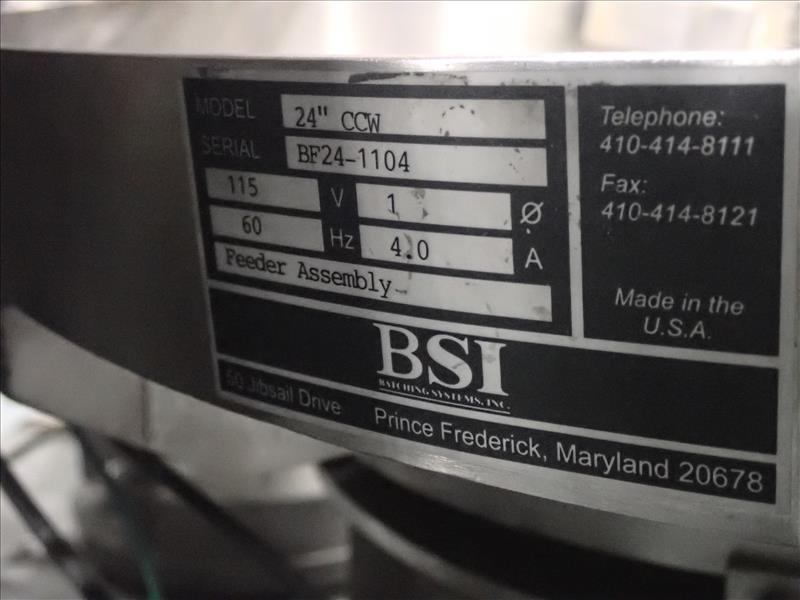 MODEL 24" CCW
SERIAL BF24-1104
115 V 1 Ø
60 Hz 4.0 A
Feeder Assembly
Telephone:
410-414-8111
Fax:
410-414-8121
Made in the
U.S.A.
BSI
BATCHING SYSTEMS, INC.
50 Jibsail Drive Prince Frederick, Maryland 20678